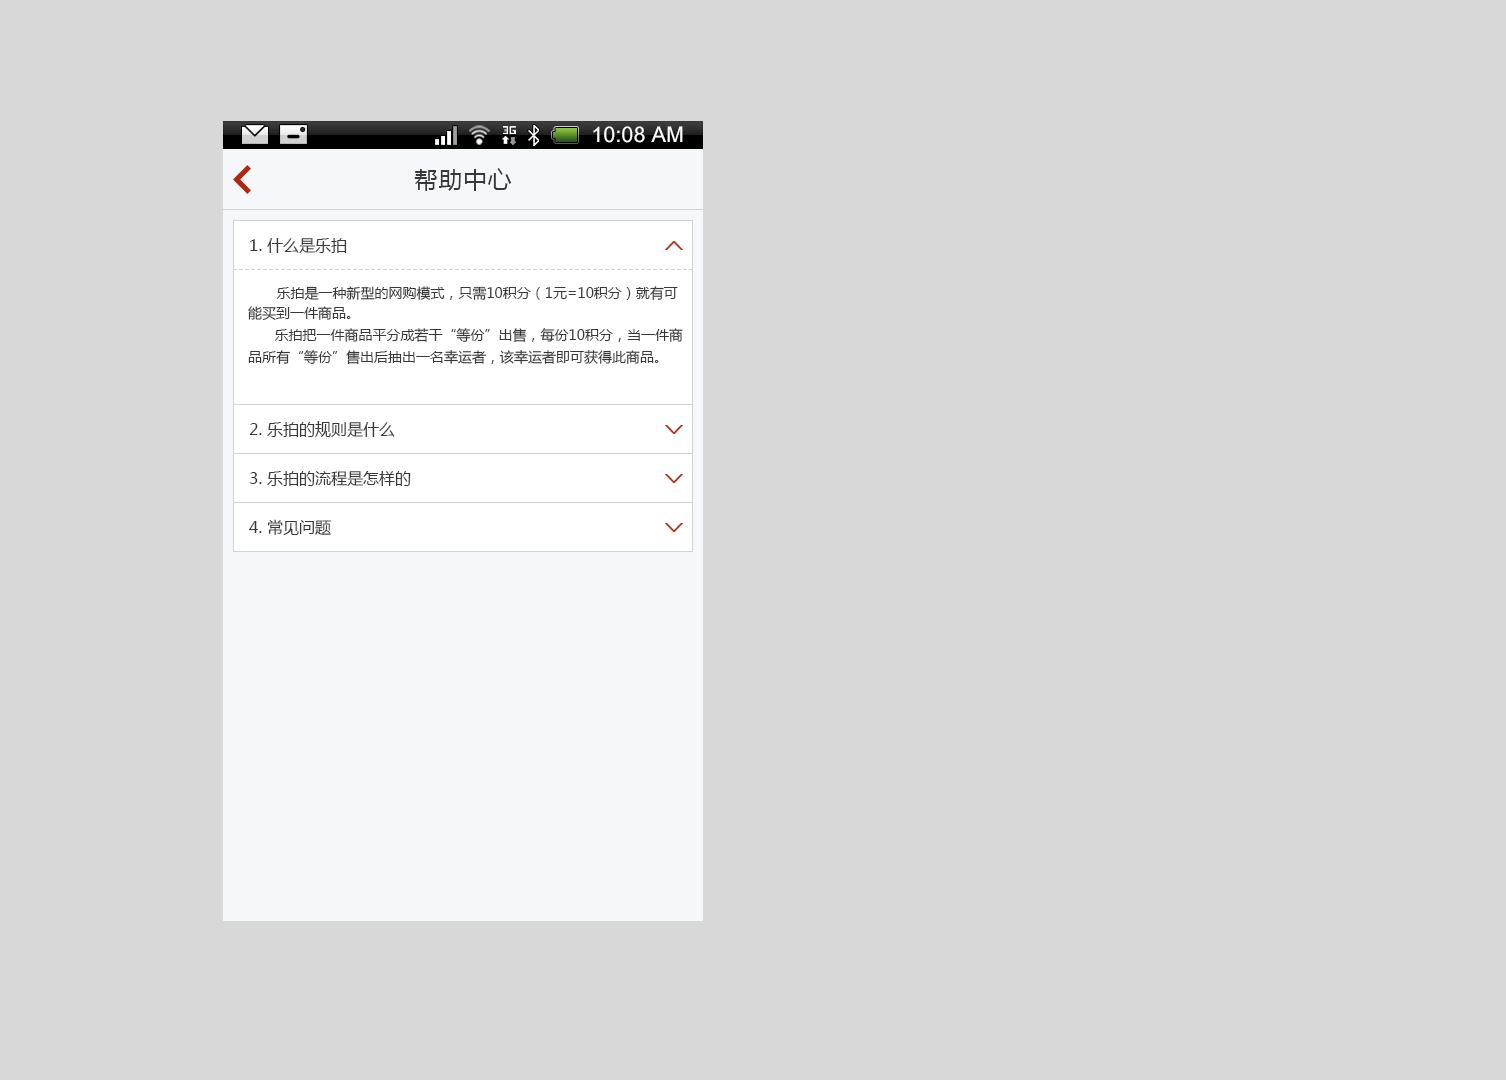 3G 10:08 AM
帮助中心
1. 什么是乐拍
乐拍是一种新型的网购模式，只需10积分（1元=10积分）就有可
能买到一件商品。
乐拍把一件商品平分成若干“等份”出售，每份10积分，当一件商
品所有“等份”售出后抽出一名幸运者，该幸运者即可获得此商品。
2. 乐拍的规则是什么
3. 乐拍的流程是怎样的
4. 常见问题